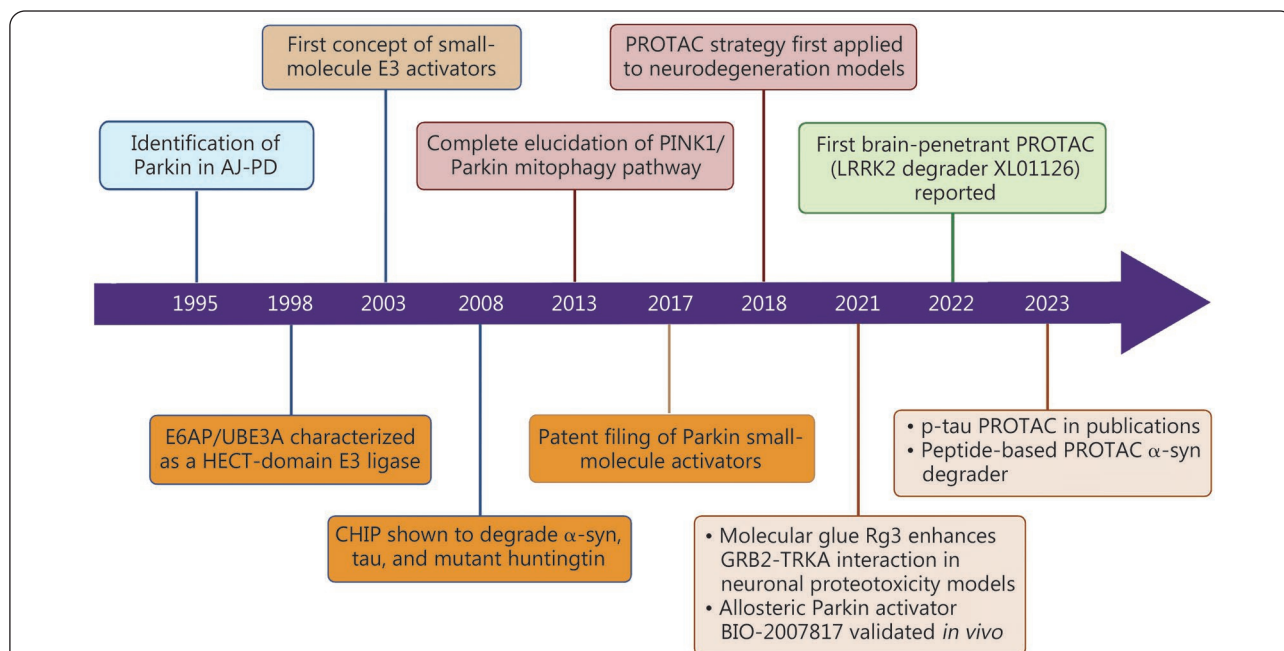 First concept of small-
molecule E3 activators
PROTAC strategy first applied
to neurodegeneration models
Identification of
Parkin in AJ-PD
Complete elucidation of PINK1/
Parkin mitophagy pathway
First brain-penetrant PROTAC
(LRRK2 degrader XL01126)
reported
1995 1998 2003 2008 2013 2017 2018 2021 2022 2023
E6AP/UBE3A characterized
as a HECT-domain E3 ligase
Patent filing of Parkin small-
molecule activators
• p-tau PROTAC in publications
• Peptide-based PROTAC α-syn
degrader
CHIP shown to degrade α-syn,
tau, and mutant huntingtin
• Molecular glue Rg3 enhances
GRB2-TRKA interaction in
neuronal proteotoxicity models
• Allosteric Parkin activator
BIO-2007817 validated in vivo